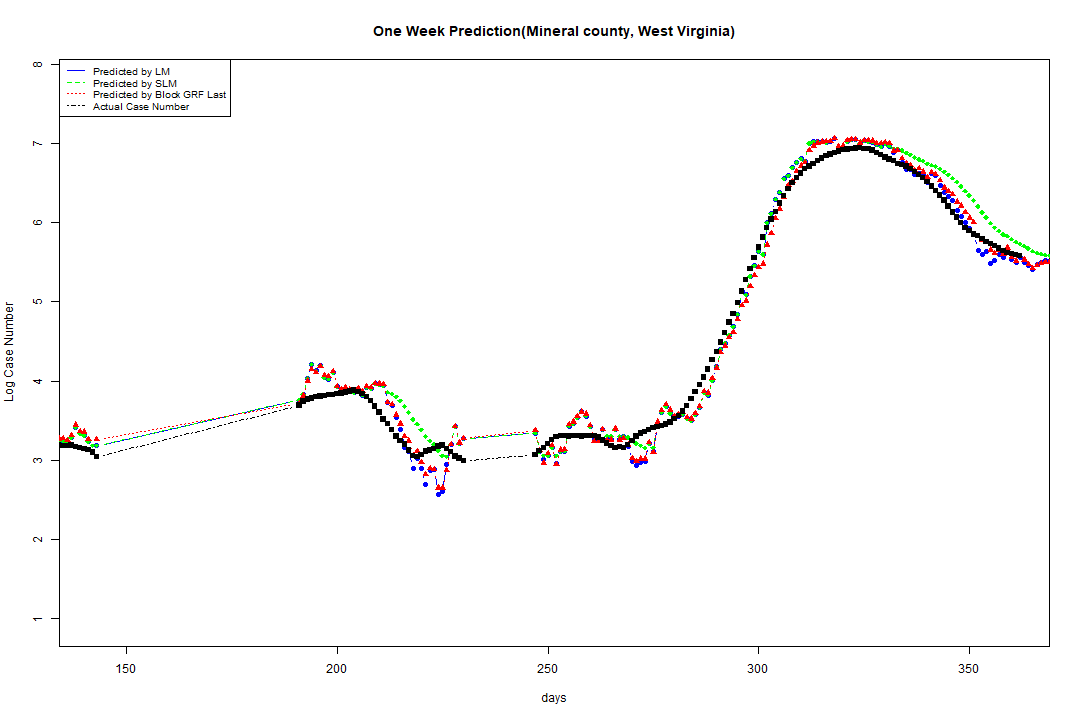 One Week Prediction(Mineral county, West Virginia)
Predicted by LM
Predicted by SLM
Predicted by Block GRF Last
Actual Case Number
8
7
6
5
4
3
2
1
Log Case Number
150 200 250 300 350
days